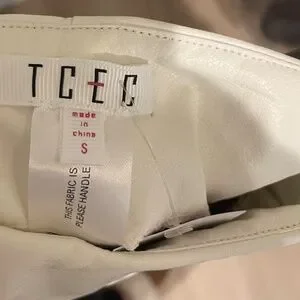 TCEC
made
in
china
S
THIS FABRIC IS
PLEASE HANDLE